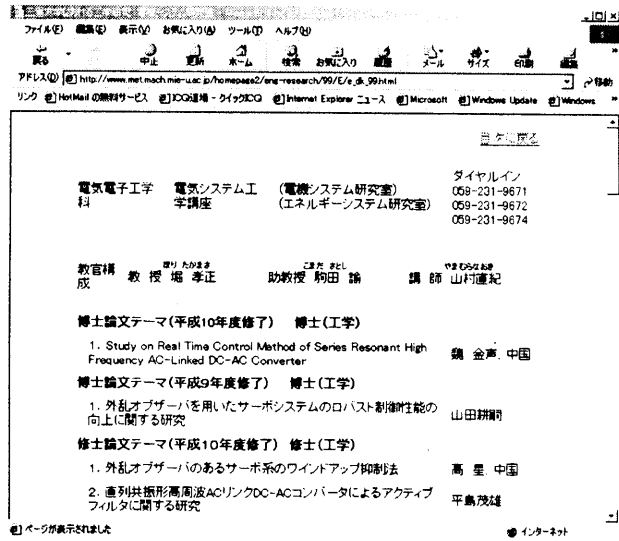 ファイル(F) 編集(E) 表示(V) お気に入り(A) ツール(T) ヘルプ(H)
戻る 中止 更新 ホーム 検索 お気に入り 履歴 メール サイズ 印刷 編集
アドレス(D) http://www.met.mach.mie-u.ac.jp/homepage2/eng-research/99/E/e_dk_99.html 移動
リンク HotMail の無料サービス ICQ道場 - クイックICQ Internet Explorer ニュース Microsoft Windows Update Windows
目次に戻る
電気電子工学科 電気システム工学講座 (電機システム研究室)
(エネルギーシステム研究室)
ダイヤルイン
059-231-9671
059-231-9672
059-231-9674
ほり たかまさ こまだ さとし やまむらなおき
教官構成 教 授 堀 孝正 助教授 駒田 諭 講 師 山村直紀
博士論文テーマ(平成10年度修了) 博士(工学)
1. Study on Real Time Control Method of Series Resonant High
Frequency AC-Linked DC-AC Converter
魏 金声, 中国
博士論文テーマ(平成9年度修了) 博士(工学)
1. 外乱オブザーバを用いたサーボシステムのロバスト制御性能の
向上に関する研究
山田耕嗣
修士論文テーマ(平成10年度修了) 修士(工学)
1. 外乱オブザーバのあるサーボ系のワインドアップ抑制法 高 星, 中国
2. 直列共振形高周波ACリンクDC-ACコンバータによるアクティブ
フィルタに関する研究
平島茂雄
ページが表示されました インターネット